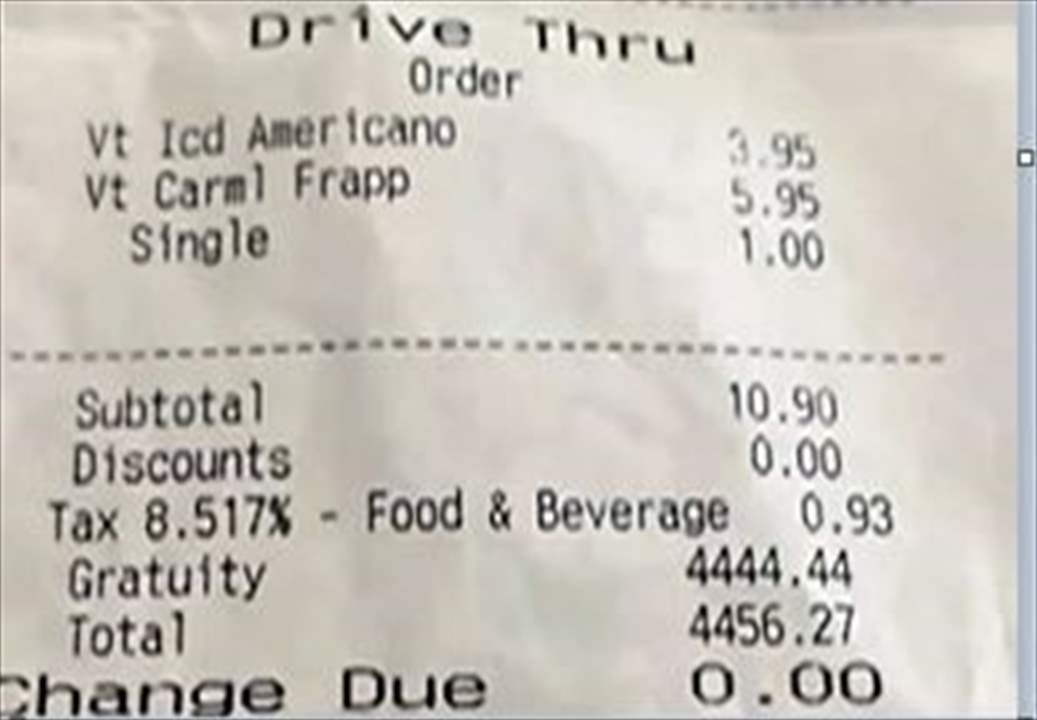 Drive Thru
Order
Vt Icd Americano 3.95
Vt Carml Frapp 5.95
Single 1.00
Subtotal 10.90
Discounts 0.00
Tax 8.517% - Food & Beverage 0.93
Gratuity 4444.44
Total 4456.27
Change Due 0.00